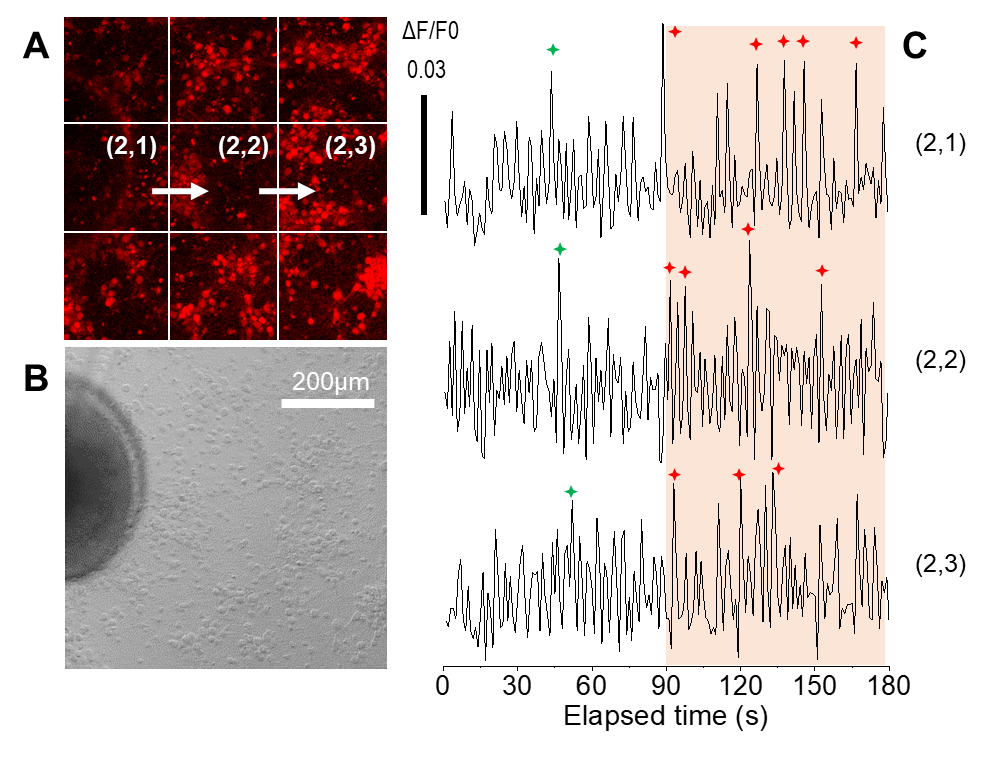 A
(2,1) (2,2) (2,3)
B
200µm
ΔF/F0
0.03
C
(2,1)
(2,2)
(2,3)
0 30 60 90 120 150 180
Elapsed time (s)